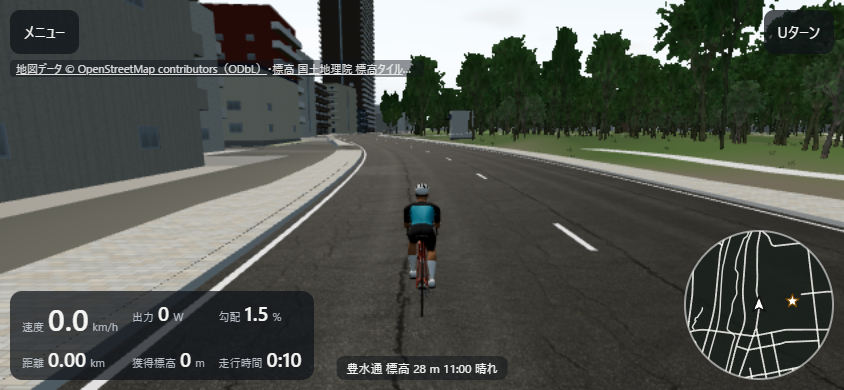 メニュー
Uターン
地図データ © OpenStreetMap contributors（ODbL）・標高 国土地理院 標高タイル...
速度 0.0 km/h 出力 0 W 勾配 1.5 %
距離 0.00 km 獲得標高 0 m 走行時間 0:10
豊水通 標高 28 m 11:00 晴れ